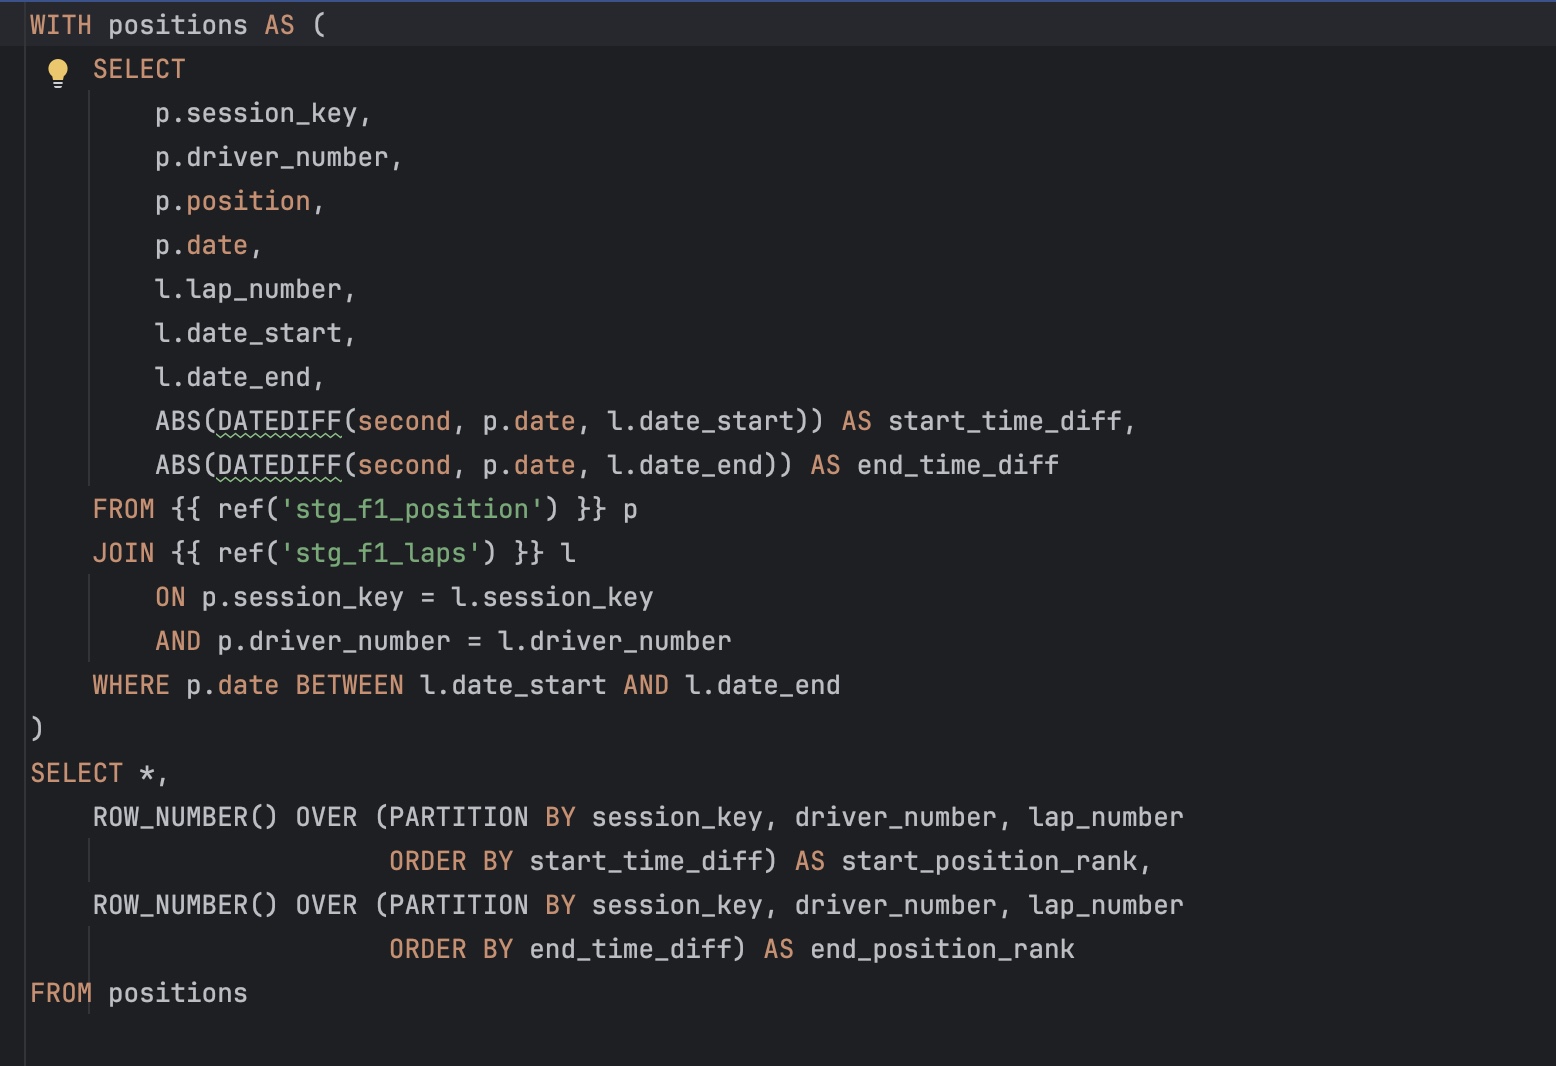 WITH positions AS (
    SELECT
        p.session_key,
        p.driver_number,
        p.position,
        p.date,
        l.lap_number,
        l.date_start,
        l.date_end,
        ABS(DATEDIFF(second, p.date, l.date_start)) AS start_time_diff,
        ABS(DATEDIFF(second, p.date, l.date_end)) AS end_time_diff
    FROM {{ ref('stg_f1_position') }} p
    JOIN {{ ref('stg_f1_laps') }} l
        ON p.session_key = l.session_key
        AND p.driver_number = l.driver_number
    WHERE p.date BETWEEN l.date_start AND l.date_end
)
SELECT *,
    ROW_NUMBER() OVER (PARTITION BY session_key, driver_number, lap_number
                       ORDER BY start_time_diff) AS start_position_rank,
    ROW_NUMBER() OVER (PARTITION BY session_key, driver_number, lap_number
                       ORDER BY end_time_diff) AS end_position_rank
FROM positions